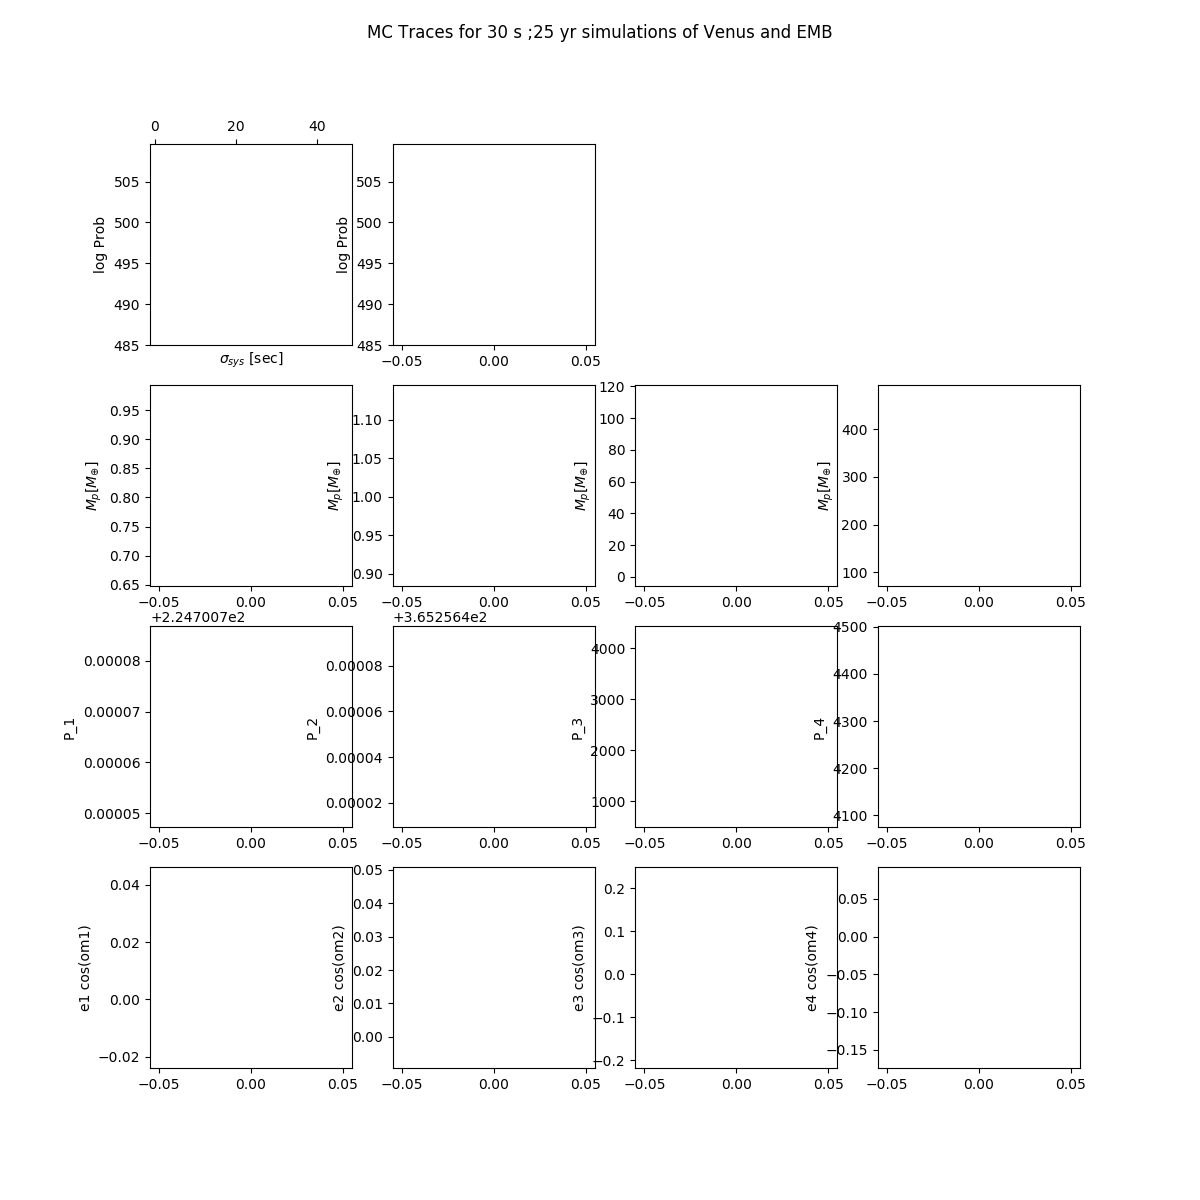 MC Traces for 30 s ;25 yr simulations of Venus and EMB
0 20 40
log Prob
505
500
495
490
485
σsys [sec]
log Prob
505
500
495
490
485
−0.05 0.00 0.05
Mp[M⊕]
0.95
0.90
0.85
0.80
0.75
0.70
0.65
−0.05 0.00 0.05
Mp[M⊕]
1.10
1.05
1.00
0.95
0.90
−0.05 0.00 0.05
Mp[M⊕]
120
100
80
60
40
20
0
−0.05 0.00 0.05
Mp[M⊕]
400
300
200
100
−0.05 0.00 0.05
+2.247007e2
P_1
0.00008
0.00007
0.00006
0.00005
−0.05 0.00 0.05
+3.652564e2
P_2
0.00008
0.00006
0.00004
0.00002
−0.05 0.00 0.05
P_3
4000
3000
2000
1000
−0.05 0.00 0.05
P_4
4500
4400
4300
4200
4100
−0.05 0.00 0.05
e1 cos(om1)
0.04
0.02
0.00
−0.02
−0.05 0.00 0.05
e2 cos(om2)
0.05
0.04
0.03
0.02
0.01
0.00
−0.05 0.00 0.05
e3 cos(om3)
0.2
0.1
0.0
−0.1
−0.2
−0.05 0.00 0.05
e4 cos(om4)
0.05
0.00
−0.05
−0.10
−0.15
−0.05 0.00 0.05